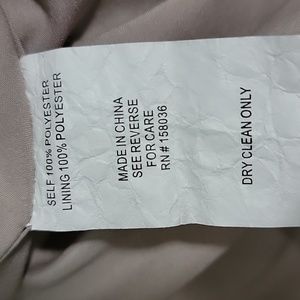 SELF 100% POLYESTER
LINING 100% POLYESTER
MADE IN CHINA
SEE REVERSE
FOR CARE
RN# 158036
DRY CLEAN ONLY